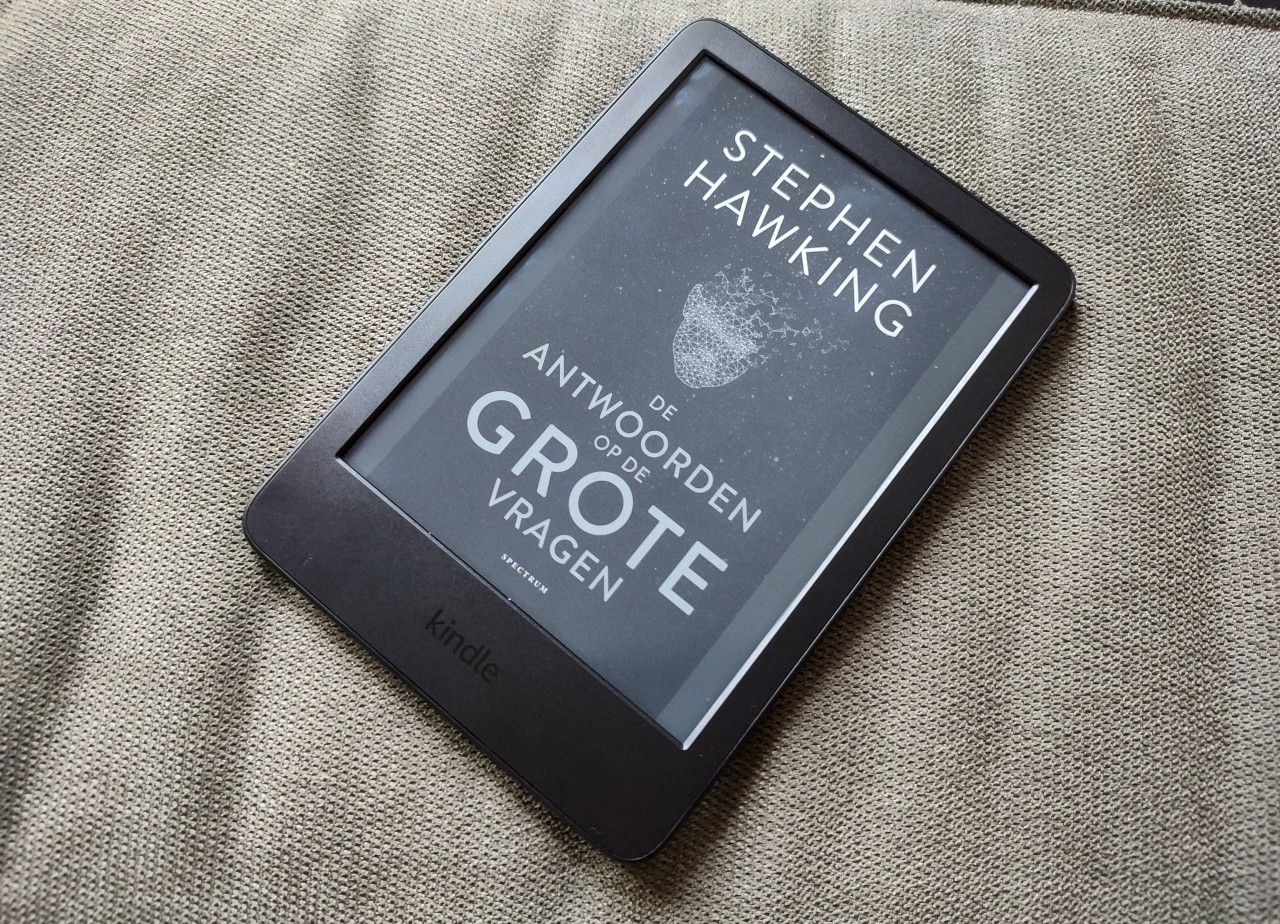 STEPHEN
HAWKING
DE
ANTWOORDEN
OP DE
GROTE
VRAGEN
SPECTRUM
kindle